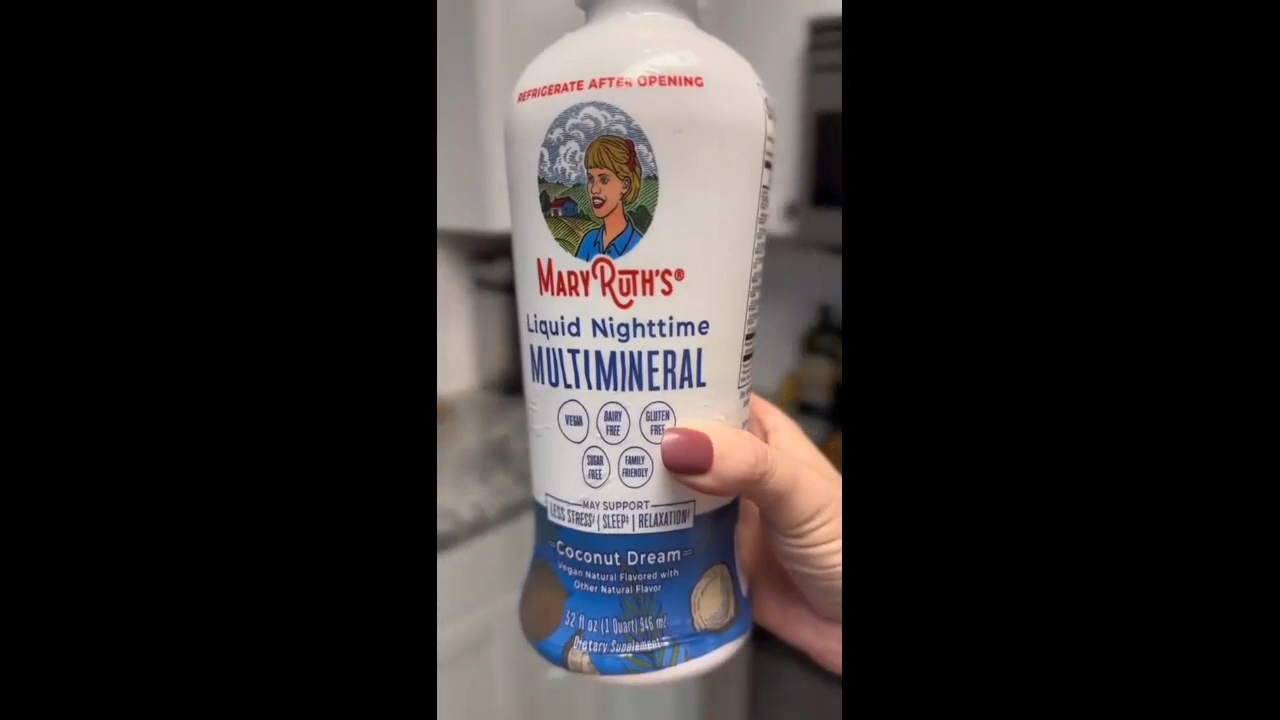 REFRIGERATE AFTER OPENING
MARY RUTH'S®
Liquid Nighttime
MULTIMINERAL
VEGAN
DAIRY FREE
GLUTEN FREE
SUGAR FREE
FAMILY FRIENDLY
MAY SUPPORT
LESS STRESS‡ | SLEEP‡ | RELAXATION‡
Coconut Dream
Vegan Natural Flavored with
Other Natural Flavor
32 fl oz (1 Quart) 946 mL
Dietary Supplement